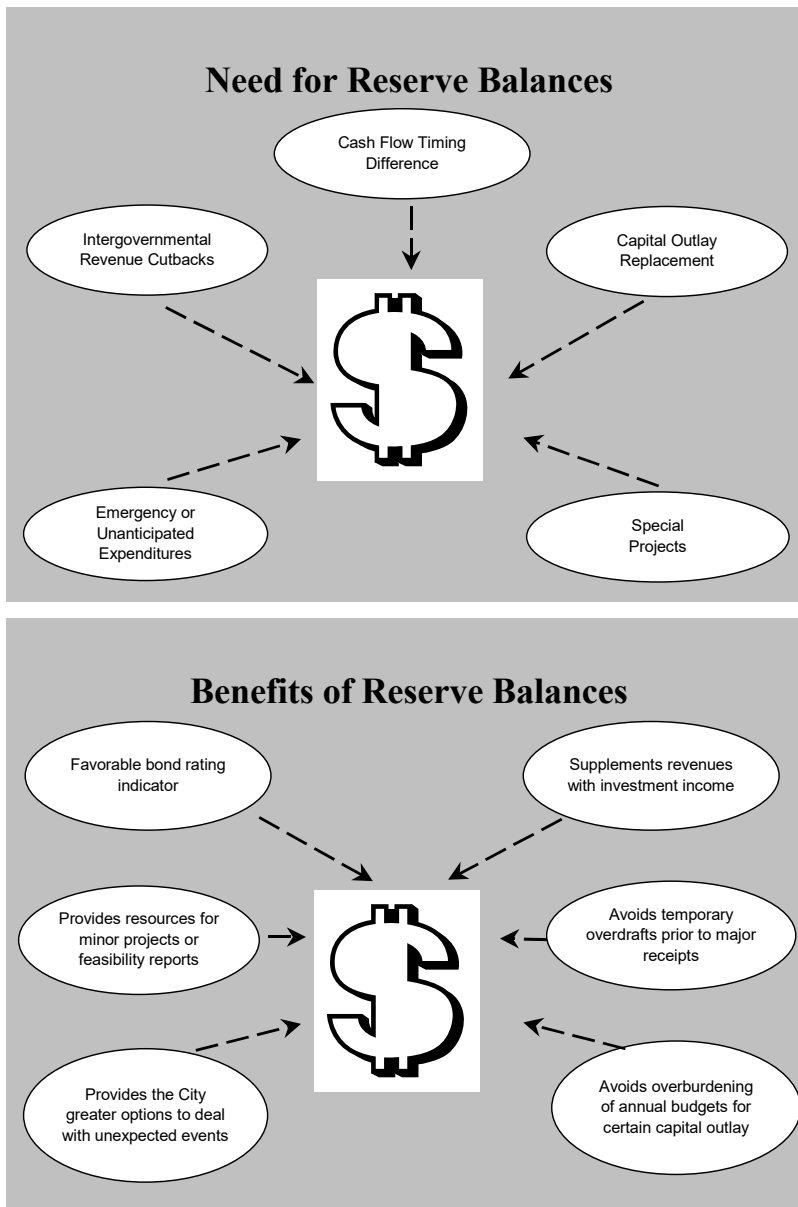 Need for Reserve Balances
Cash Flow Timing
Difference
Intergovernmental
Revenue Cutbacks
Capital Outlay
Replacement
$
Emergency or
Unanticipated
Expenditures
Special
Projects
Benefits of Reserve Balances
Favorable bond rating
indicator
Supplements revenues
with investment income
Provides resources for
minor projects or
feasibility reports
$
Avoids temporary
overdrafts prior to major
receipts
Provides the City
greater options to deal
with unexpected events
Avoids overburdening
of annual budgets for
certain capital outlay